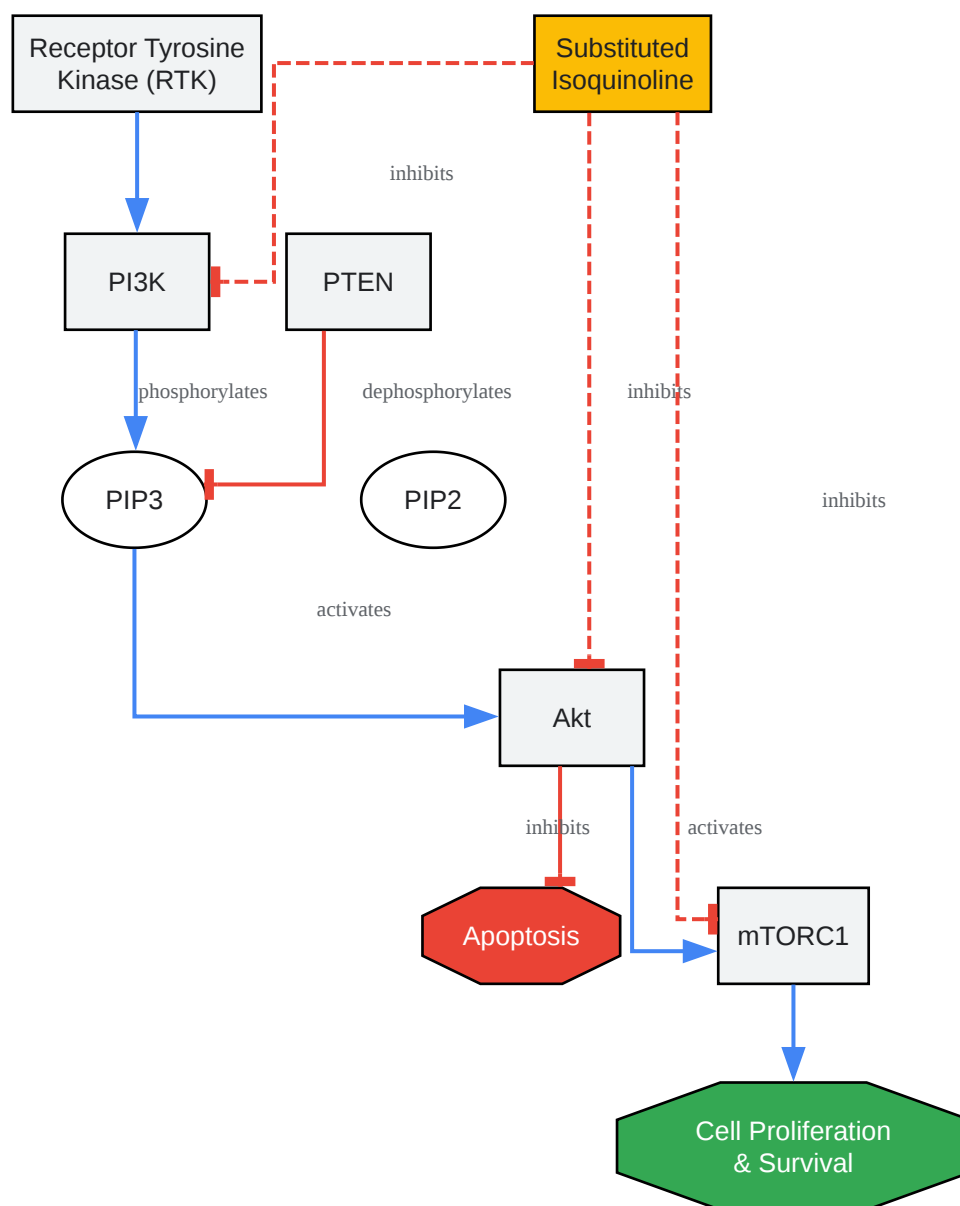 Receptor Tyrosine
Kinase (RTK)
Substituted
Isoquinoline
inhibits
PI3K
PTEN
phosphorylates
dephosphorylates
inhibits
PIP3
PIP2
inhibits
activates
Akt
inhibits
activates
Apoptosis
mTORC1
Cell Proliferation
& Survival